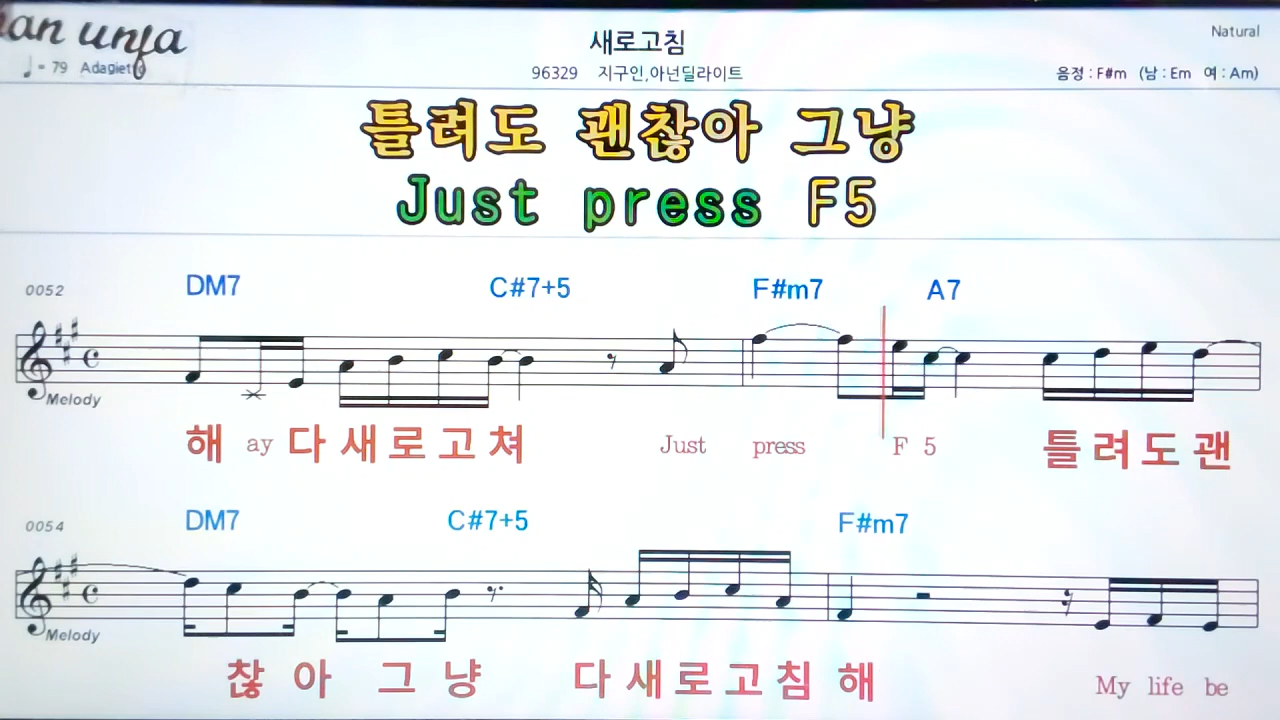 an unja
Natural
새로고침
♩ = 79 Adagietto
96329 지구인,아넌딜라이트
음정 : F#m (남 : Em 여 : Am)
틀려도 괜찮아 그냥
Just press F5
0052 DM7 C#7+5 F#m7 A7
Melody
해 ay 다 새 로 고 쳐 Just press F 5 틀 려 도 괜
0054 DM7 C#7+5 F#m7
Melody
찮 아 그 냥 다 새 로 고 침 해 My life be